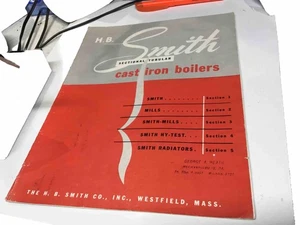 H.B. Smith
SECTIONAL/TUBULAR
cast iron boilers
SMITH ........ Section 1
MILLS ........ Section 2
SMITH-MILLS .... Section 3
SMITH HY-TEST... Section 4
SMITH RADIATORS. Section 5
THE H. B. SMITH CO., INC., WESTFIELD, MASS.